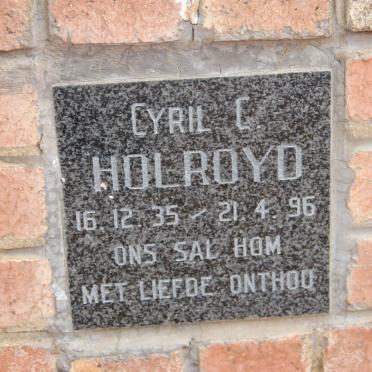 CYRIL C.
HOLROYD
16.12.35 - 21.4.96
ONS SAL HOM
MET LIEFDE ONTHOU